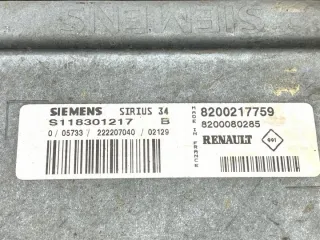 SIEMENS
SIEMENS SIRIUS 34
S118301217 B
0 / 05733 / 222207040 / 02129
MADE IN FRANCE
8200217759
8200080285
RENAULT